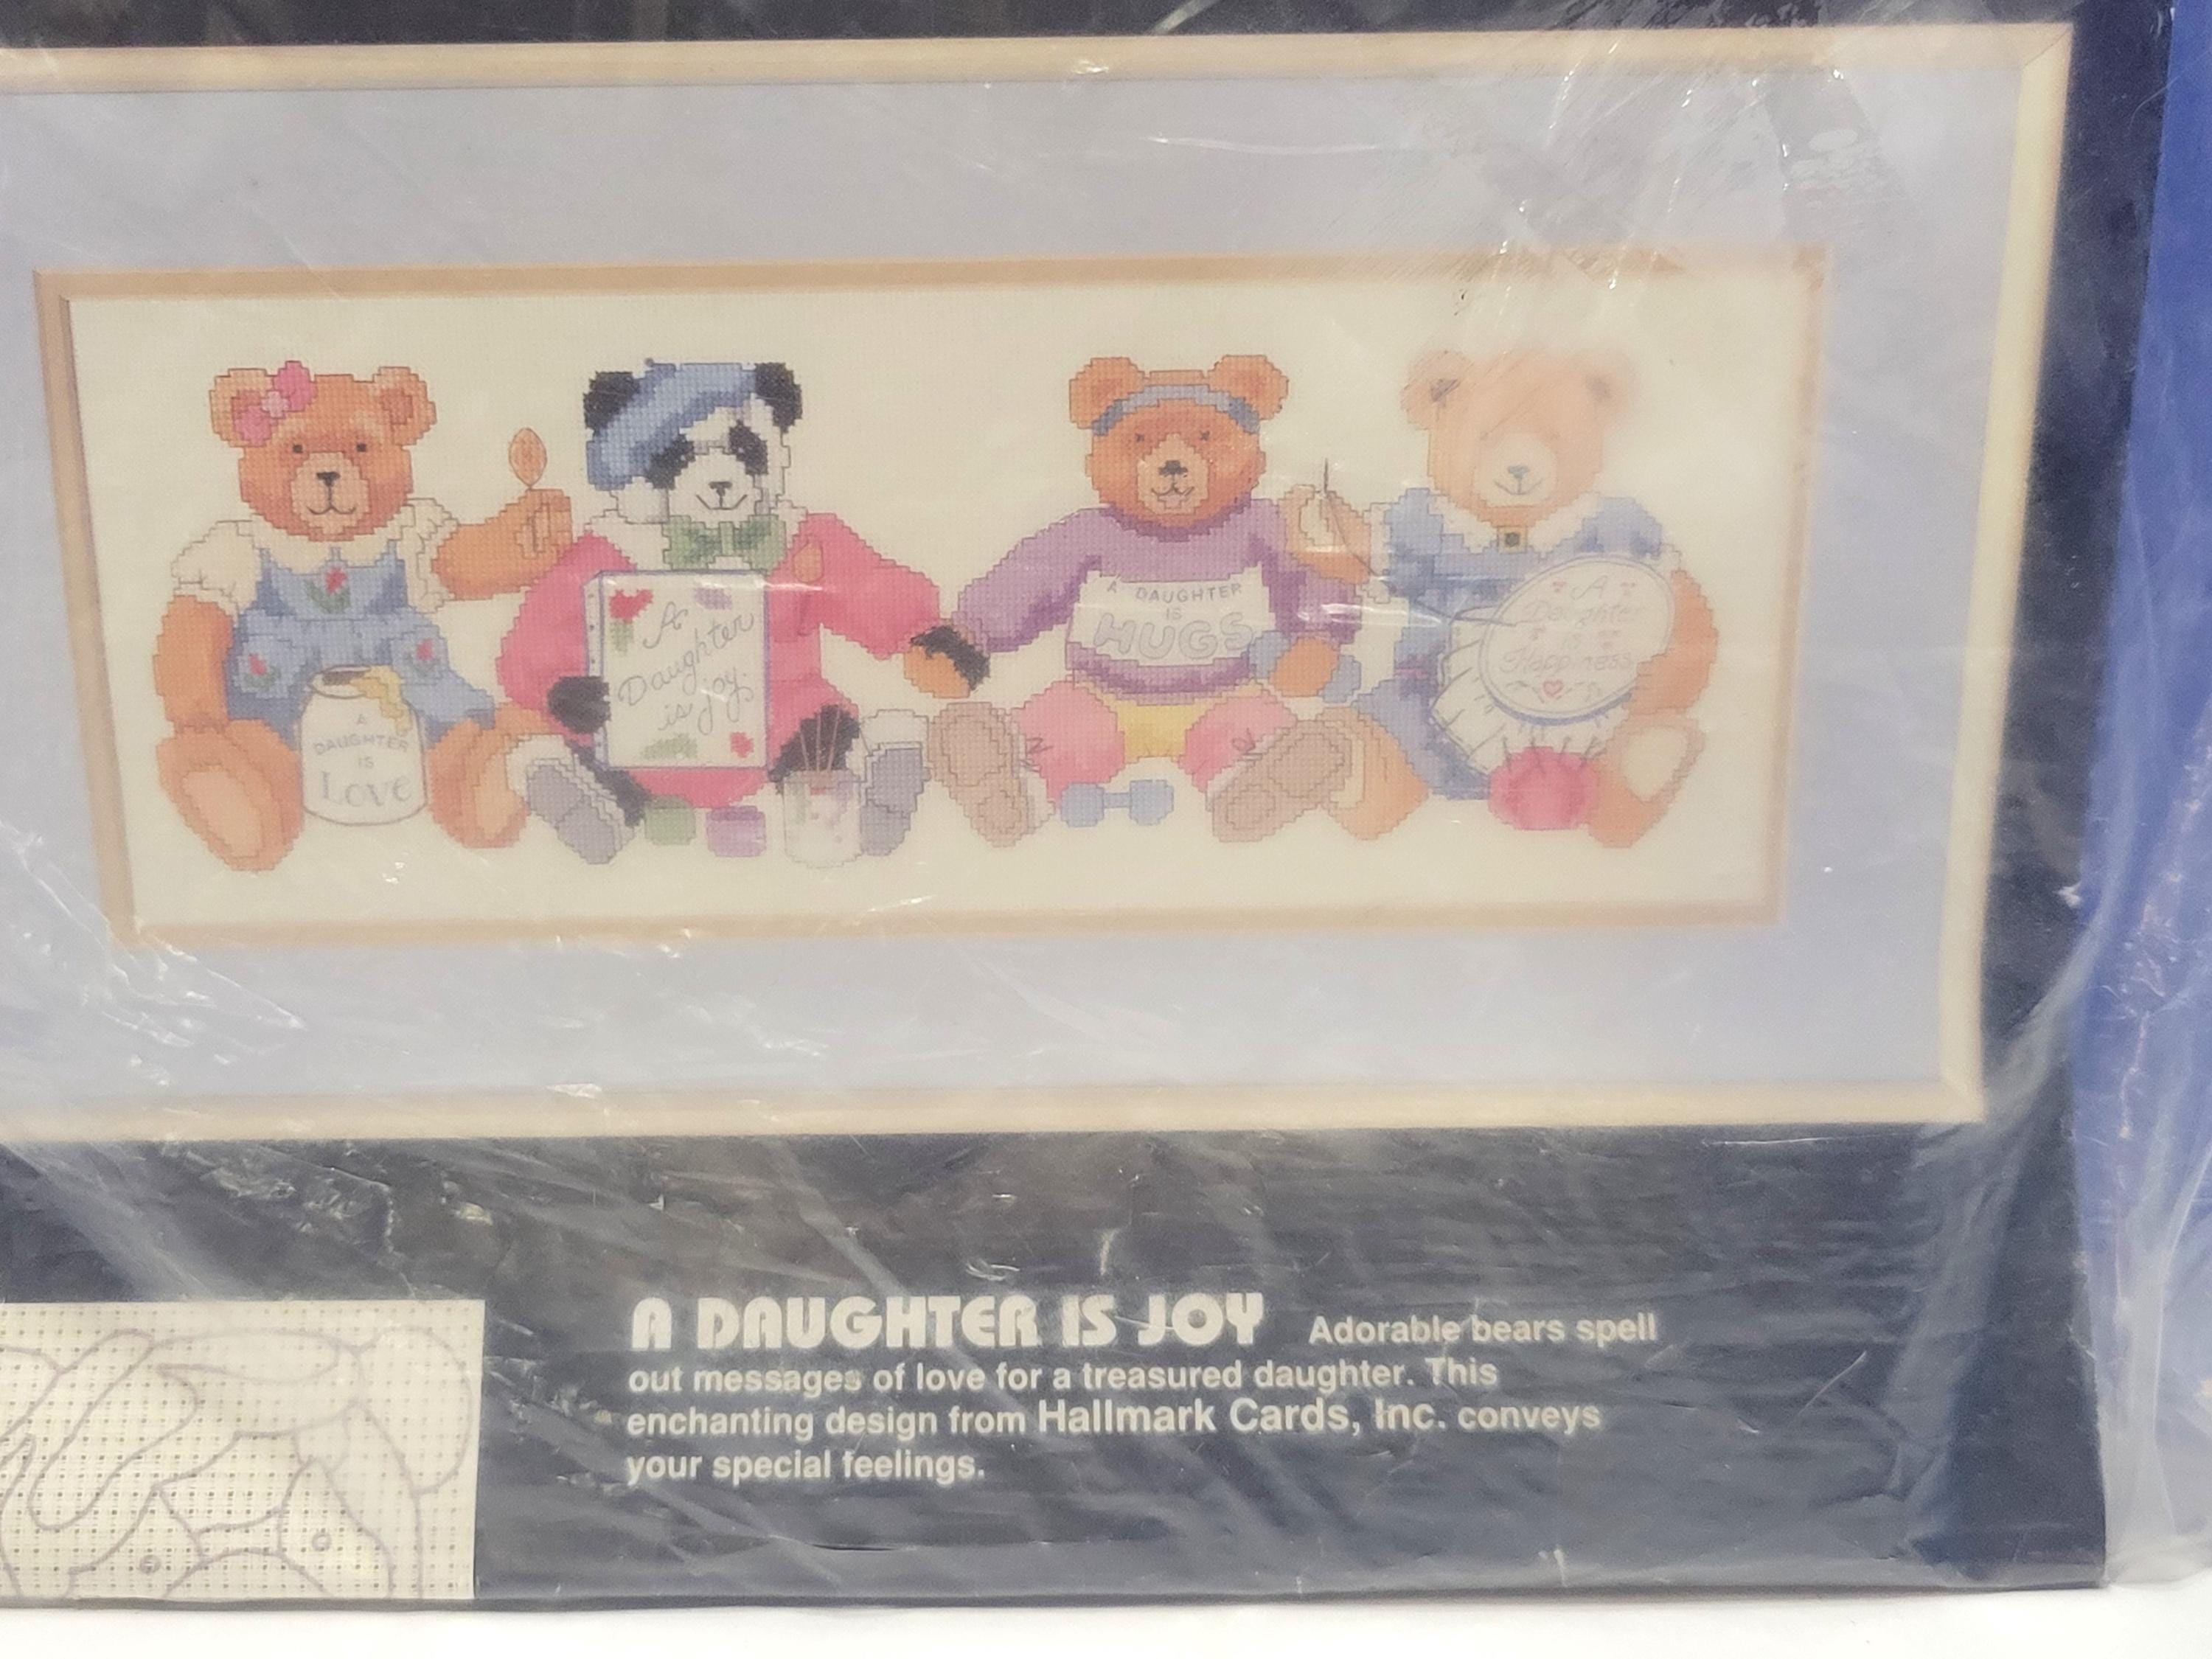 A
DAUGHTER
IS
Love
A
Daughter
is joy.
A DAUGHTER
IS
HUGS
A
Daughter
is
Happiness
A DAUGHTER IS JOY Adorable bears spell
out messages of love for a treasured daughter. This
enchanting design from Hallmark Cards, Inc. conveys
your special feelings.